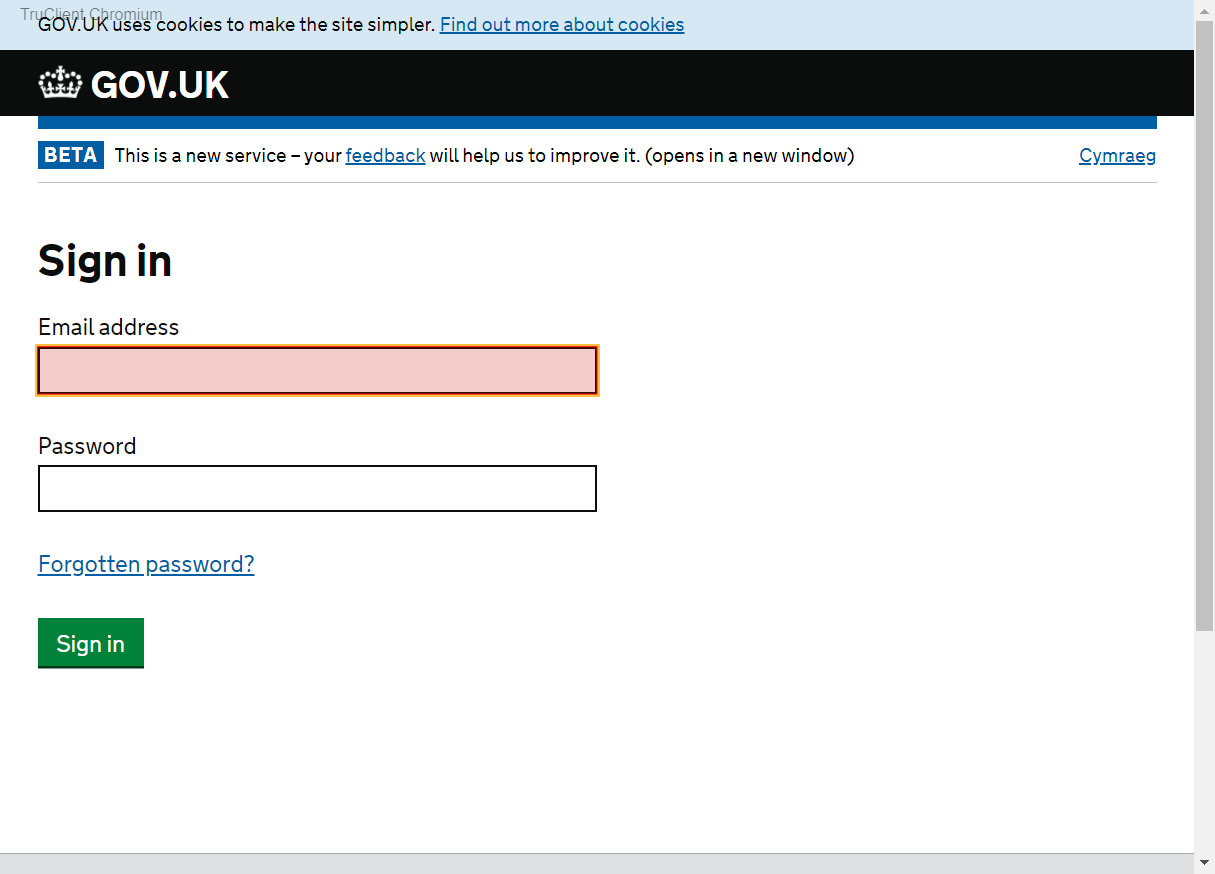 TruClient Chromium
GOV.UK uses cookies to make the site simpler. Find out more about cookies
GOV.UK
BETA This is a new service – your feedback will help us to improve it. (opens in a new window) Cymraeg
Sign in
Email address
Password
Forgotten password?
Sign in